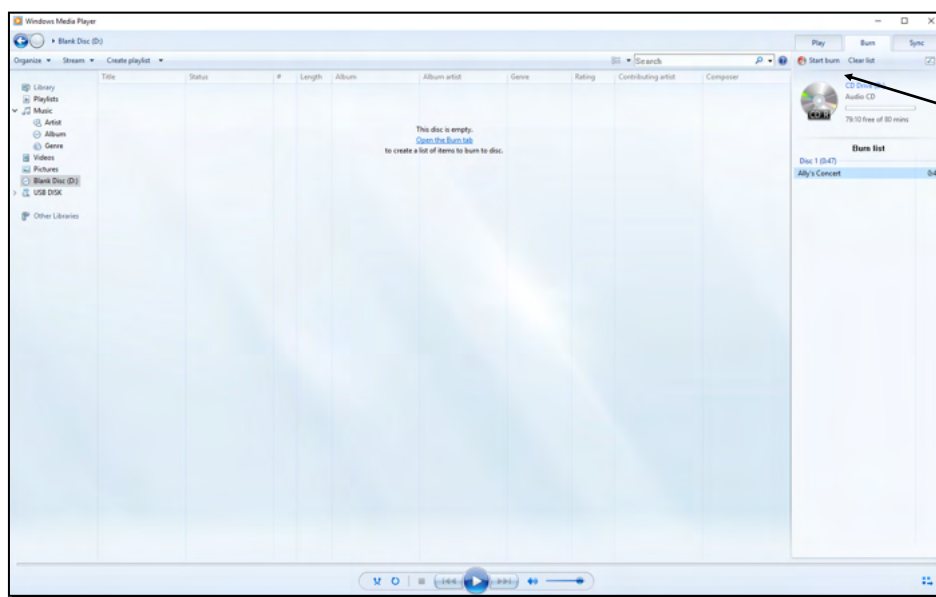 Windows Media Player
Blank Disc (D:)
Play Burn Sync
Organize Stream Create playlist Search Start burn Clear list
Title Status # Length Album Album artist Genre Rating Contributing artist Composer
Library
Playlists
Music
Artist
Album
Genre
Videos
Pictures
Blank Disc (D:)
USB DISK
Other Libraries
This disc is empty.
Open the Burn tab
to create a list of items to burn to disc.
CD Drive
Audio CD
CD R
79:10 free of 80 mins
Burn list
Disc 1 (0:47)
Ally's Concert